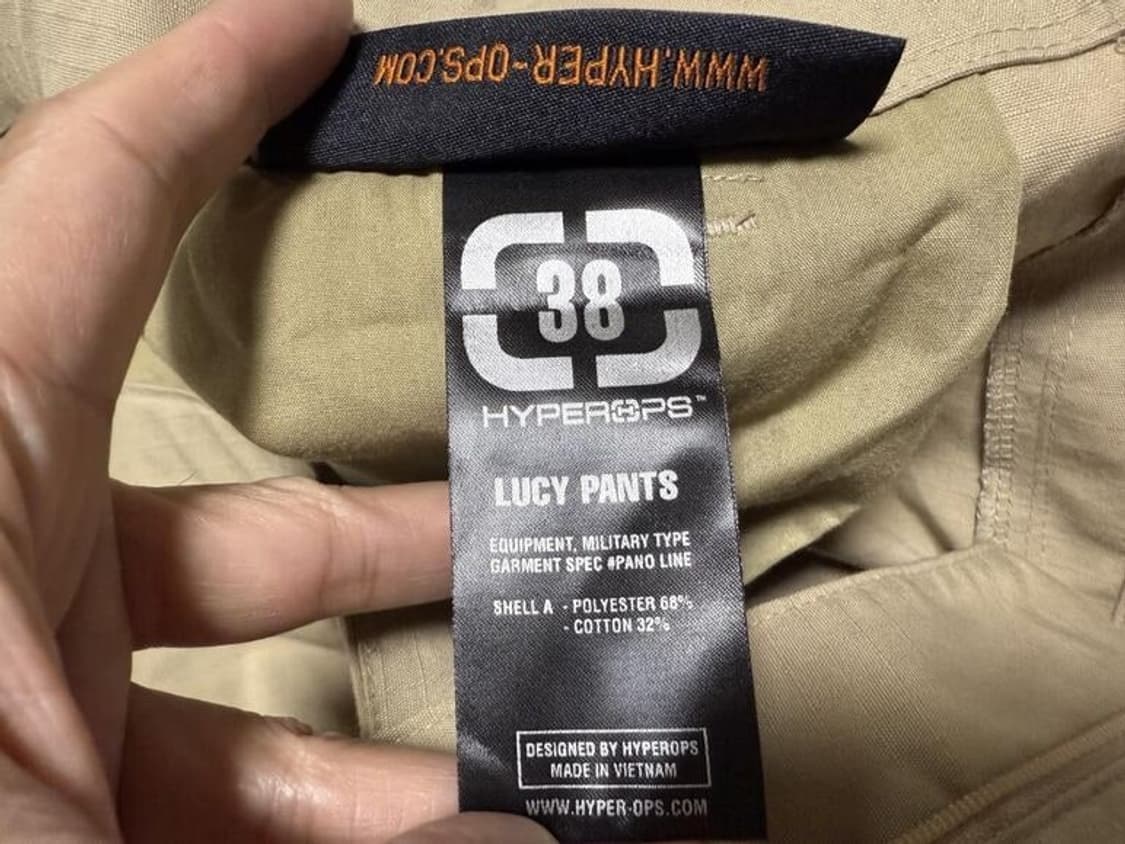 WWW.HYPER-OPS.COM
38
HYPEROPS™
LUCY PANTS
EQUIPMENT, MILITARY TYPE
GARMENT SPEC #PANO LINE
SHELL A - POLYESTER 68%
- COTTON 32%
DESIGNED BY HYPEROPS
MADE IN VIETNAM
WWW.HYPER-OPS.COM